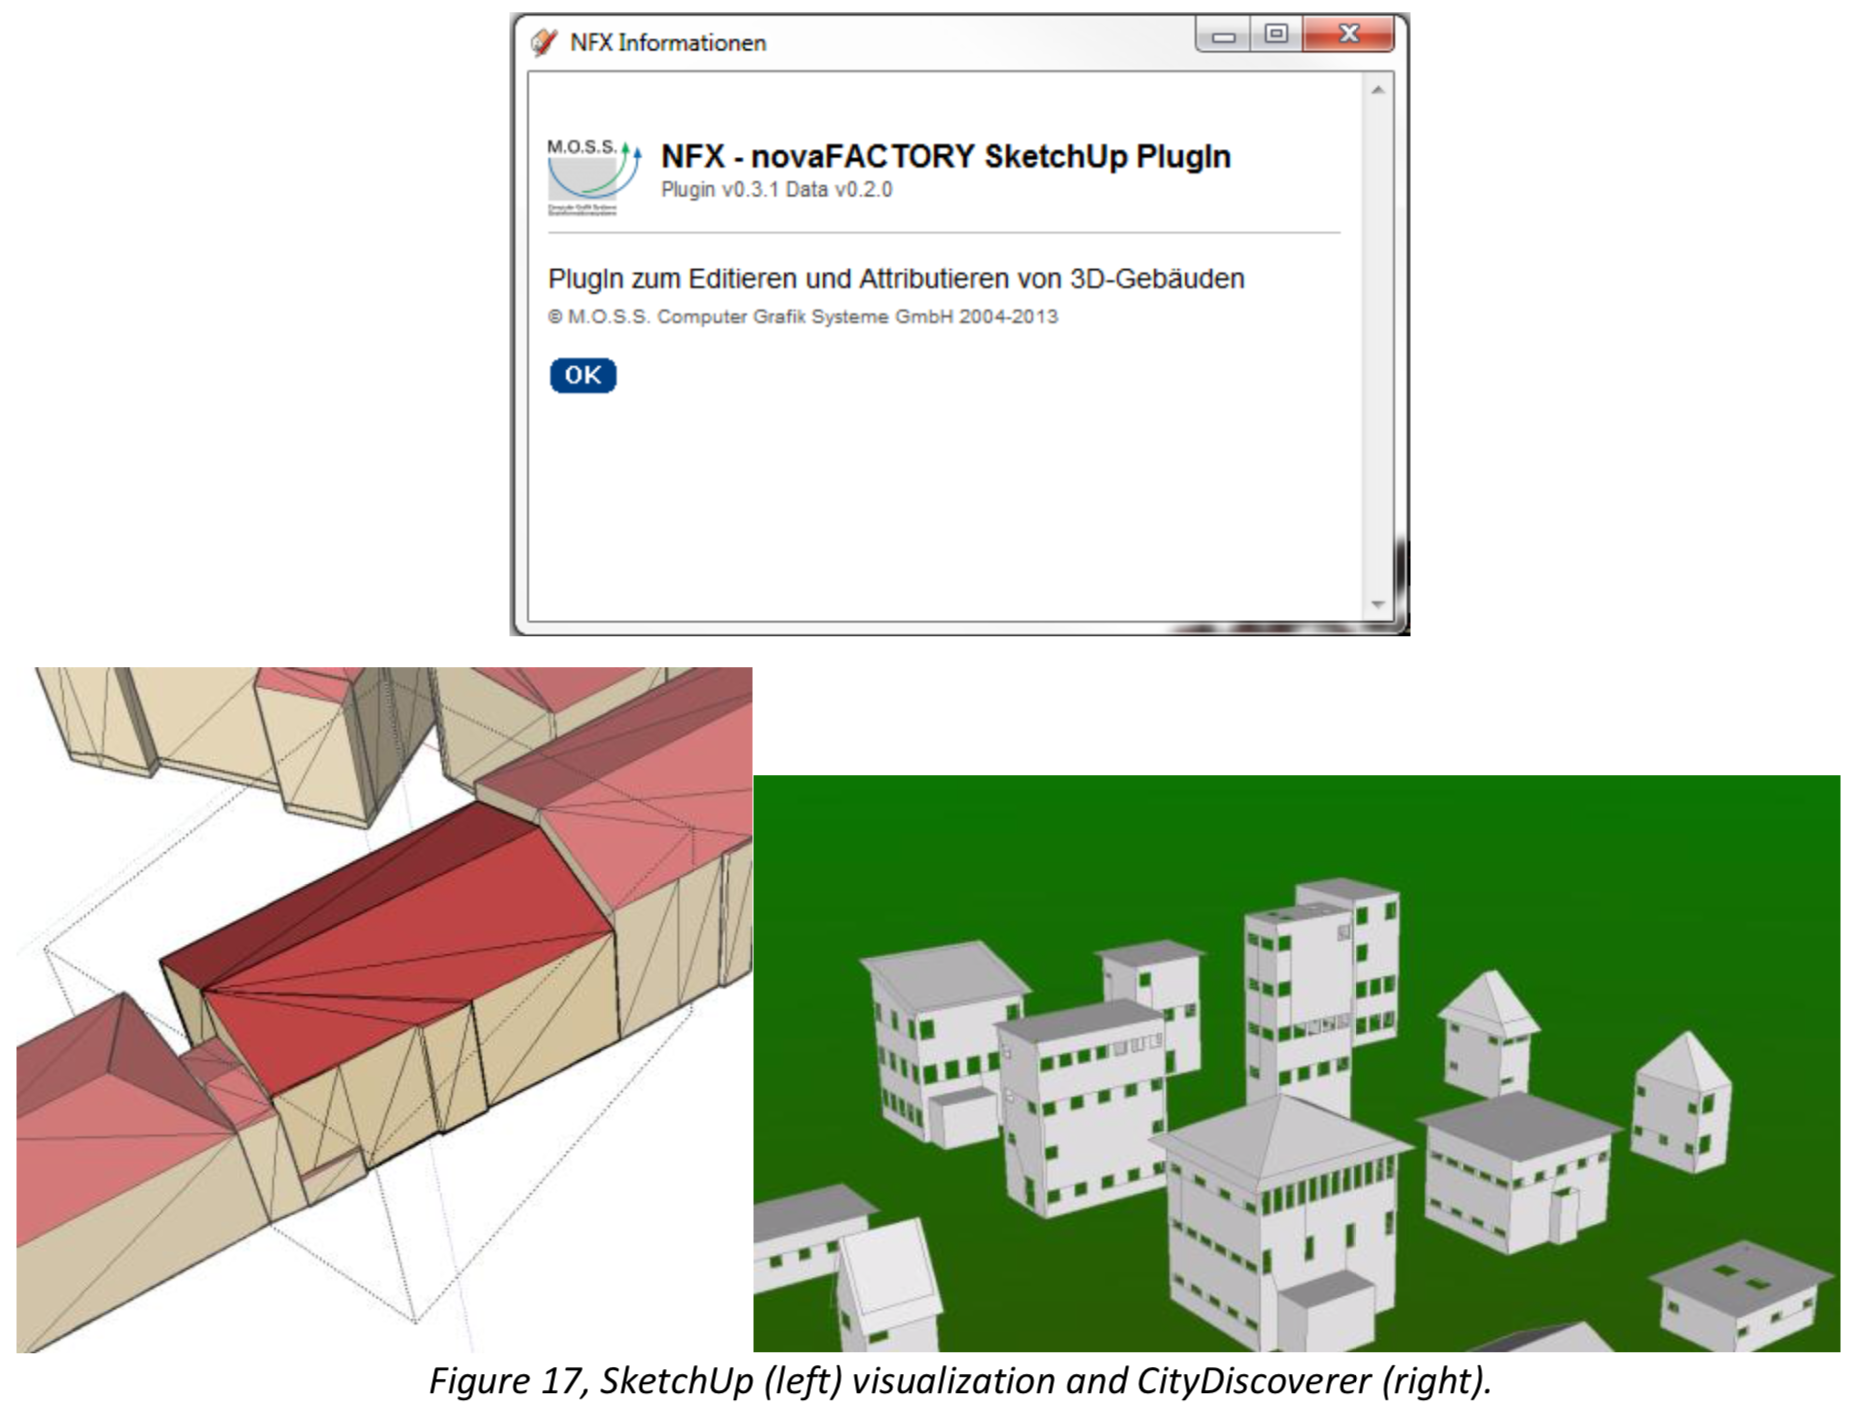 NFX Informationen
M.O.S.S.
NFX - novaFACTORY SketchUp PlugIn
Plugin v0.3.1 Data v0.2.0
PlugIn zum Editieren und Attributieren von 3D-Gebäuden
© M.O.S.S. Computer Grafik Systeme GmbH 2004-2013
OK
Figure 17, SketchUp (left) visualization and CityDiscoverer (right).